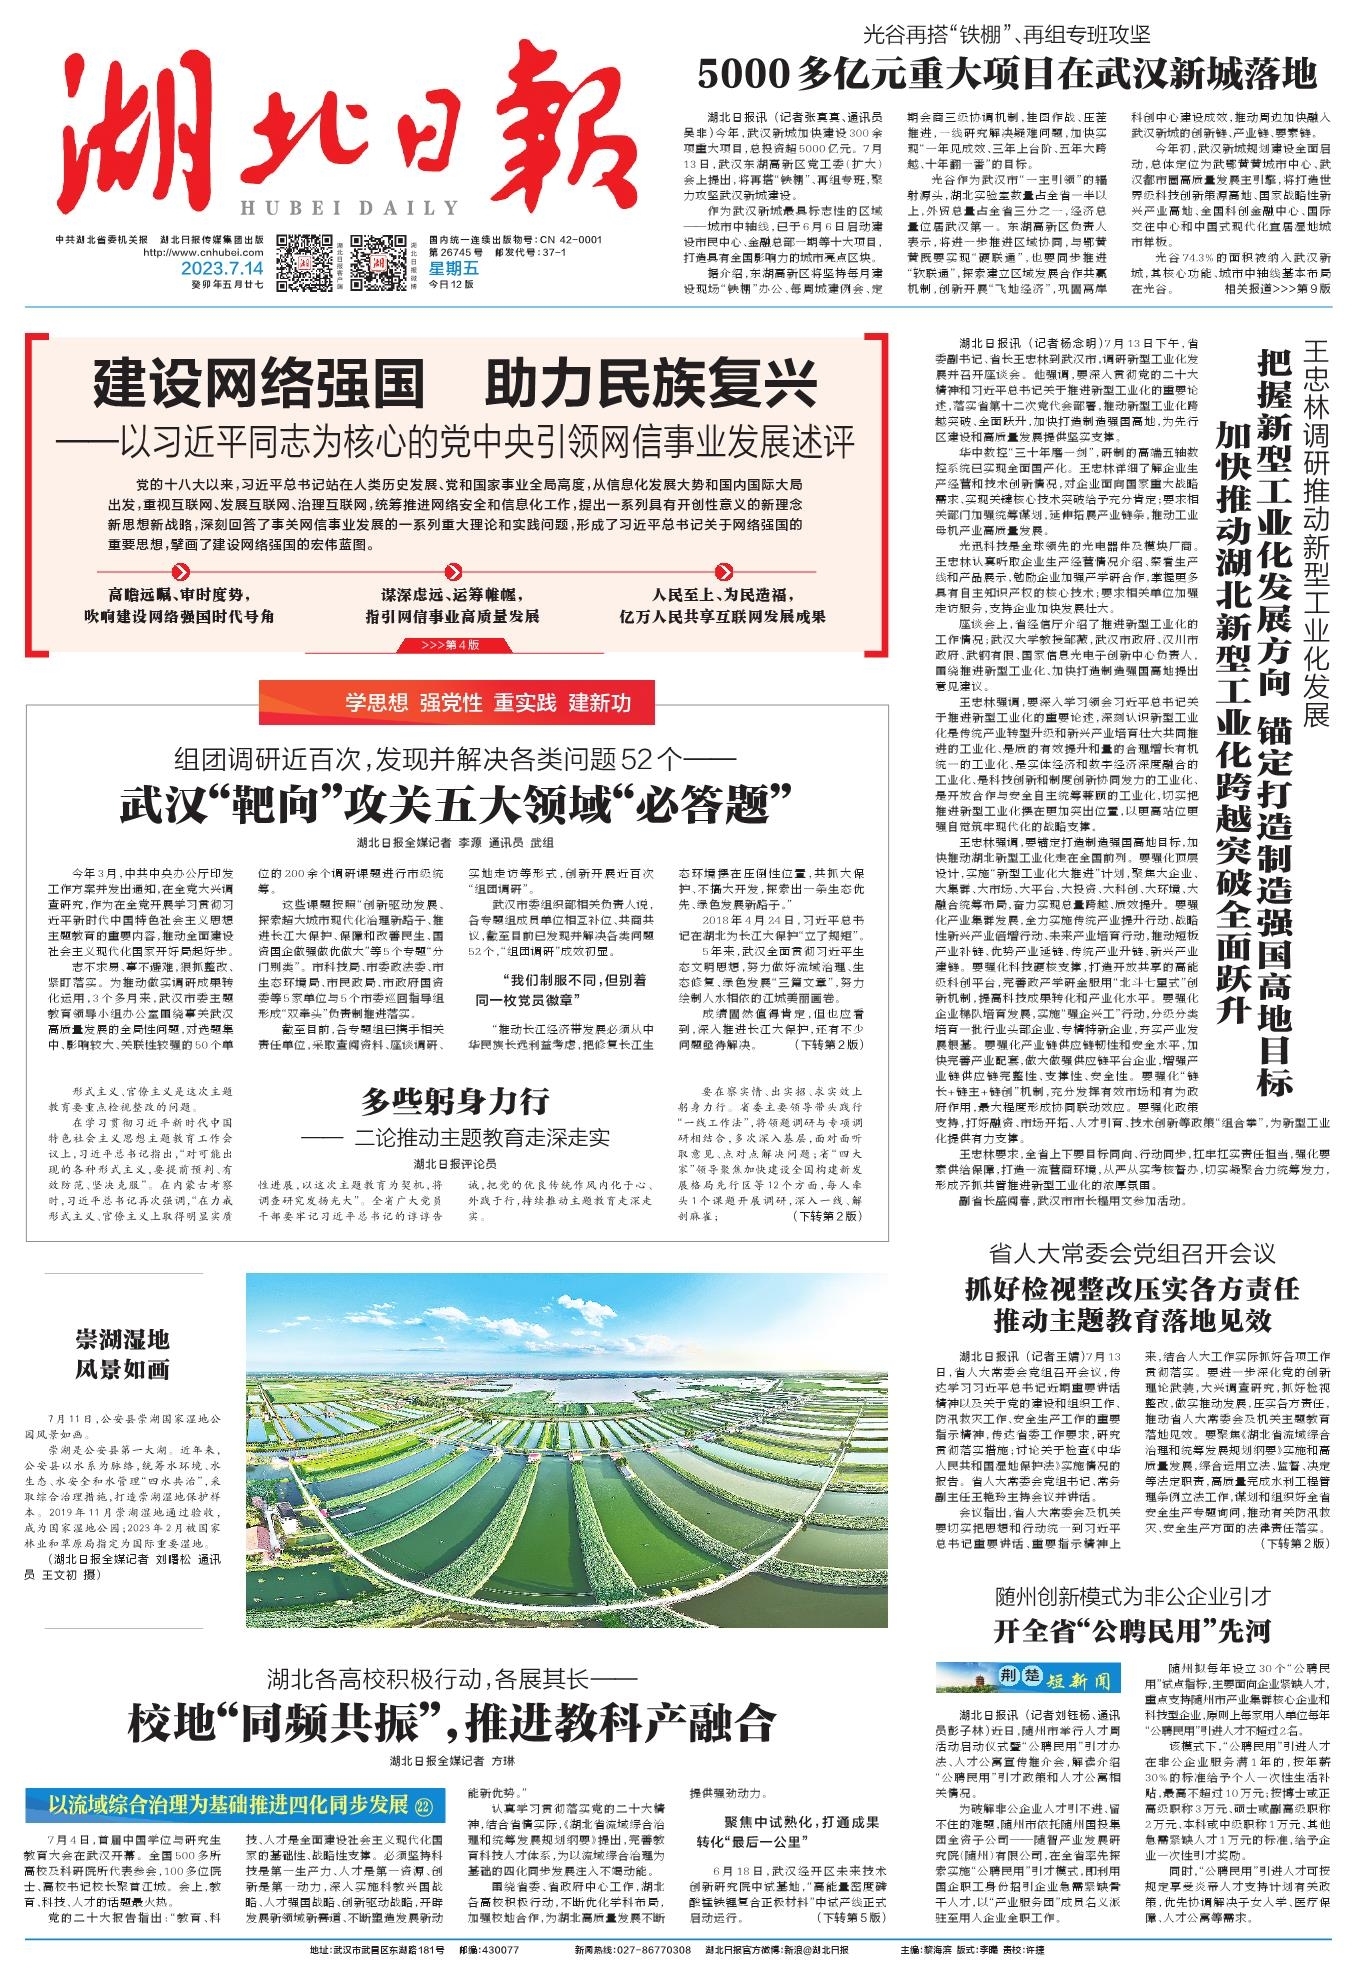 湖北日报
HUBEI DAILY
中共湖北省委机关报 湖北日报传媒集团出版
http://www.cnhubei.com
2023.7.14
癸卯年五月廿七
湖北日报客户端
湖北日报微博
国内统一连续出版物号:CN 42-0001
第26745号 邮发代号:37-1
星期五
今日12版
光谷再搭“铁棚”、再组专班攻坚
5000多亿元重大项目在武汉新城落地
湖北日报讯（记者张真真、通讯员
吴非）今年,武汉新城加快建设300余
项重大项目,总投资超5000亿元。7月
13日,武汉东湖高新区党工委(扩大)
会上提出,将再搭“铁棚”、再组专班,聚
力攻坚武汉新城建设。
作为武汉新城最具标志性的区域
——城市中轴线,已于6月6日启动建
设市民中心、金融总部一期等十大项目,
打造具有全国影响力的城市亮点区块。
据介绍,东湖高新区将坚持每月建
设现场“铁棚”办公、每周城建例会、定
期会商三级协调机制,挂图作战、压茬
推进,一线研究解决疑难问题,加快实
现“一年见成效、三年上台阶、五年大跨
越、十年翻一番”的目标。
光谷作为武汉市“一主引领”的辐
射源头,湖北实验室数量占全省一半以
上,外贸总量占全省三分之一,经济总
量位居武汉第一。东湖高新区负责人
表示,将进一步推进区域协同,与鄂黄
黄既要实现“硬联通”,也要同步推进
“软联通”,探索建立区域发展合作共赢
机制,创新开展“飞地经济”,巩固高岸
科创中心建设成效,推动周边加快融入
武汉新城的创新链、产业链、要素链。
今年初,武汉新城规划建设全面启
动,总体定位为武鄂黄黄城市中心、武
汉都市圈高质量发展主引擎,将打造世
界级科技创新策源高地、国家战略性新
兴产业高地、全国科创金融中心、国际
交往中心和中国式现代化宜居湿地城
市样板。
光谷74.3%的面积被纳入武汉新
城,其核心功能、城市中轴线基本布局
在光谷。 相关报道>>>第9版
建设网络强国 助力民族复兴
——以习近平同志为核心的党中央引领网信事业发展述评
党的十八大以来,习近平总书记站在人类历史发展、党和国家事业全局高度,从信息化发展大势和国内国际大局
出发,重视互联网、发展互联网、治理互联网,统筹推进网络安全和信息化工作,提出一系列具有开创性意义的新理念
新思想新战略,深刻回答了事关网信事业发展的一系列重大理论和实践问题,形成了习近平总书记关于网络强国的
重要思想,擘画了建设网络强国的宏伟蓝图。
高瞻远瞩、审时度势,
吹响建设网络强国时代号角
谋深虑远、运筹帷幄,
指引网信事业高质量发展
人民至上、为民造福,
亿万人民共享互联网发展成果
>>>第4版
王忠林调研推动新型工业化发展
把握新型工业化发展方向 锚定打造制造强国高地目标
加快推动湖北新型工业化跨越突破全面跃升
湖北日报讯（记者杨念明）7月13日下午,省
委副书记、省长王忠林到武汉市,调研新型工业化发
展并召开座谈会。他强调,要深入贯彻党的二十大
精神和习近平总书记关于推进新型工业化的重要论
述,落实省第十二次党代会部署,推动新型工业化跨
越突破、全面跃升,加快打造制造强国高地,为先行
区建设和高质量发展提供坚实支撑。
华中数控“三十年磨一剑”,研制的高端五轴数
控系统已实现全面国产化。王忠林详细了解企业生
产经营和技术创新情况,对企业面向国家重大战略
需求、实现关键核心技术突破给予充分肯定;要求相
关部门加强统筹谋划,延伸拓展产业链条,推动工业
母机产业高质量发展。
光迅科技是全球领先的光电器件及模块厂商。
王忠林认真听取企业生产经营情况介绍、察看生产
线和产品展示,勉励企业加强产学研合作,掌握更多
具有自主知识产权的核心技术;要求相关单位加强
走访服务,支持企业加快发展壮大。
座谈会上,省经信厅介绍了推进新型工业化的
工作情况;武汉大学教授邹薇,武汉市政府、汉川市
政府、武钢有限、国家信息光电子创新中心负责人,
围绕推进新型工业化、加快打造制造强国高地提出
意见建议。
王忠林强调,要深入学习领会习近平总书记关
于推进新型工业化的重要论述,深刻认识新型工业
化是传统产业转型升级和新兴产业培育壮大共同推
进的工业化、是质的有效提升和量的合理增长有机
统一的工业化、是实体经济和数字经济深度融合的
工业化、是科技创新和制度创新协同发力的工业化、
是开放合作与安全自主统筹兼顾的工业化,切实把
推进新型工业化摆在更加突出位置,以更高站位更
强自觉筑牢现代化的战略支撑。
王忠林强调,要锚定打造制造强国高地目标,加
快推动湖北新型工业化走在全国前列。要强化顶层
设计,实施“新型工业化大推进”计划,聚焦大企业、
大集群、大市场、大平台、大投资、大科创、大环境、大
融合统筹布局,奋力实现总量跨越、质效提升。要强
化产业集群发展,全力实施传统产业提升行动、战略
性新兴产业倍增行动、未来产业培育行动,推动短板
产业补链、优势产业延链、传统产业升链、新兴产业
建链。要强化科技硬核支撑,打造开放共享的高能
级科创平台,完善政产学研金服用“北斗七星式”创
新机制,提高科技成果转化和产业化水平。要强化
企业梯队培育发展,实施“强企兴工”行动,分级分类
培育一批行业头部企业、专精特新企业,夯实产业发
展根基。要强化产业链供应链韧性和安全水平,加
快完善产业配套,做大做强供应链平台企业,增强产
业链供应链完整性、支撑性、安全性。要强化“链
长+链主+链创”机制,充分发挥有效市场和有为政
府作用,最大程度形成协同联动效应。要强化政策
支持,打好融资、市场开拓、人才引育、技术创新等政策“组合拳”,为新型工业
化提供有力支撑。
王忠林要求,全省上下要目标同向、行动同步,扛牢扛实责任担当,强化要
素供给保障,打造一流营商环境,从严从实考核督办,切实凝聚合力统筹发力,
形成齐抓共管推进新型工业化的浓厚氛围。
副省长盛阅春,武汉市市长程用文参加活动。
学思想 强党性 重实践 建新功
组团调研近百次,发现并解决各类问题52个——
武汉“靶向”攻关五大领域“必答题”
湖北日报全媒记者 李源 通讯员 武组
今年3月,中共中央办公厅印发
工作方案并发出通知,在全党大兴调
查研究,作为在全党开展学习贯彻习
近平新时代中国特色社会主义思想
主题教育的重要内容,推动全面建设
社会主义现代化国家开好局起好步。
志不求易、事不避难,狠抓整改、
紧盯落实。为推动做实调研成果转
化运用,3个多月来,武汉市委主题
教育领导小组办公室围绕事关武汉
高质量发展的全局性问题,对选题集
中、影响较大、关联性较强的50个单
位的200余个调研课题进行市级统
筹。
这些课题按照“创新驱动发展、
探索超大城市现代化治理新路子、推
进长江大保护、保障和改善民生、国
资国企做强做优做大”等5个专题“分
门别类”。市科技局、市委政法委、市
生态环境局、市民政局、市政府国资
委等5家单位与5个市委巡回指导组
形成“双牵头”负责制推进落实。
截至目前,各专题组已携手相关
责任单位,采取查阅资料、座谈调研、
实地走访等形式,创新开展近百次
“组团调研”。
武汉市委组织部相关负责人说,
各专题组成员单位相互补位、共商共
议,截至目前已发现并解决各类问题
52个,“组团调研”成效初显。
“我们制服不同,但别着
同一枚党员徽章”
“推动长江经济带发展必须从中
华民族长远利益考虑,把修复长江生
态环境摆在压倒性位置,共抓大保
护、不搞大开发,探索出一条生态优
先、绿色发展新路子。”
2018年4月24日,习近平总书
记在湖北为长江大保护“立了规矩”。
5年来,武汉全面贯彻习近平生
态文明思想,努力做好流域治理、生
态修复、绿色发展“三篇文章”,努力
绘制人水相依的江城美丽画卷。
成绩固然值得肯定,但也应看
到,深入推进长江大保护,还有不少
问题亟待解决。 （下转第2版）
多些躬身力行
—— 二论推动主题教育走深走实
湖北日报评论员
形式主义、官僚主义是这次主题
教育要重点检视整改的问题。
在学习贯彻习近平新时代中国
特色社会主义思想主题教育工作会
议上,习近平总书记指出,“对可能出
现的各种形式主义,要提前预判、有
效防范、坚决克服”。在内蒙古考察
时,习近平总书记再次强调,“在力戒
形式主义、官僚主义上取得明显实质
性进展,以这次主题教育为契机,将
调查研究发扬光大”。全省广大党员
干部要牢记习近平总书记的谆谆告
诫,把党的优良传统作风内化于心、
外践于行,持续推动主题教育走深走
实。
要在察实情、出实招、求实效上
躬身力行。省委主要领导带头践行
“一线工作法”,将领题调研与专项调
研相结合,多次深入基层,面对面听
取意见、点对点解决问题;省“四大
家”领导聚焦加快建设全国构建新发
展格局先行区等12个方面,每人牵
头1个课题开展调研,深入一线、解
剖麻雀; （下转第2版）
崇湖湿地
风景如画
7月11日,公安县崇湖国家湿地公
园风景如画。
崇湖是公安县第一大湖。近年来,
公安县以水系为脉络,统筹水环境、水
生态、水安全和水管理“四水共治”,采
取综合治理措施,打造崇湖湿地保护样
本。2019年11月崇湖湿地通过验收,
成为国家湿地公园;2023年2月被国家
林业和草原局指定为国际重要湿地。
（湖北日报全媒记者 刘曙松 通讯
员 王文初 摄）
省人大常委会党组召开会议
抓好检视整改压实各方责任
推动主题教育落地见效
湖北日报讯（记者王婧）7月13
日,省人大常委会党组召开会议,传
达学习习近平总书记近期重要讲话
精神以及关于党的建设和组织工作、
防汛救灾工作、安全生产工作的重要
指示精神,传达省委工作要求,研究
贯彻落实措施;讨论关于检查《中华
人民共和国湿地保护法》实施情况的
报告。省人大常委会党组书记、常务
副主任王艳玲主持会议并讲话。
会议指出,省人大常委会及机关
要切实把思想和行动统一到习近平
总书记重要讲话、重要指示精神上
来,结合人大工作实际抓好各项工作
贯彻落实。要进一步深化党的创新
理论武装,大兴调查研究,抓好检视
整改,做实推动发展,压实各方责任,
推动省人大常委会及机关主题教育
落地见效。要聚焦《湖北省流域综合
治理和统筹发展规划纲要》实施和高
质量发展,综合运用立法、监督、决定
等法定职责,高质量完成水利工程管
理条例立法工作,谋划和组织好全省
安全生产专题询问,推动有关防汛救
灾、安全生产方面的法律责任落实。
（下转第2版）
随州创新模式为非公企业引才
开全省“公聘民用”先河
荆楚短新闻
湖北日报讯（记者刘钰杨、通讯
员彭子林）近日,随州市举行人才周
活动启动仪式暨“公聘民用”引才办
法、人才公寓宣传推介会,解读介绍
“公聘民用”引才政策和人才公寓相
关情况。
为破解非公企业人才引不进、留
不住的难题,随州市依托随州国投集
团全资子公司——随智产业发展研
究院(随州)有限公司,在全省率先探
索实施“公聘民用”引才模式,即利用
国企职工身份招引企业急需紧缺骨
干人才,以“产业服务团”成员名义派
驻至用人企业全职工作。
随州拟每年设立30个“公聘民
用”试点指标,主要面向企业紧缺人才,
重点支持随州市产业集群核心企业和
科技型企业,原则上每家用人单位每年
“公聘民用”引进人才不超过2名。
该模式下,“公聘民用”引进人才
在非公企业服务满1年的,按年薪
30%的标准给予个人一次性生活补
贴,最高不超过10万元;按博士或正
高级职称3万元、硕士或副高级职称
2万元、本科或中级职称1万元、其他
急需紧缺人才1万元的标准,给予企
业一次性引才奖励。
同时,“公聘民用”引进人才可按
规定享受炎帝人才支持计划有关政
策,优先协调解决子女入学、医疗保
障、人才公寓等需求。
湖北各高校积极行动,各展其长——
校地“同频共振”,推进教科产融合
湖北日报全媒记者 方琳
以流域综合治理为基础推进四化同步发展㉒
7月4日,首届中国学位与研究生
教育大会在武汉开幕。全国500多所
高校及科研院所代表参会,100多位院
士、高校书记校长聚首江城。会上,教
育、科技、人才的话题最火热。
党的二十大报告指出:“教育、科
技、人才是全面建设社会主义现代化国
家的基础性、战略性支撑。必须坚持科
技是第一生产力、人才是第一资源、创
新是第一动力,深入实施科教兴国战
略、人才强国战略、创新驱动战略,开辟
发展新领域新赛道、不断塑造发展新动
能新优势。”
认真学习贯彻落实党的二十大精
神,结合省情实际,《湖北省流域综合治
理和统筹发展规划纲要》提出,完善教
育科技人才体系,为以流域综合治理为
基础的四化同步发展注入不竭动能。
围绕省委、省政府中心工作,湖北
各高校积极行动,不断优化学科布局,
加强校地合作,为湖北高质量发展不断
提供强劲动力。
聚焦中试熟化,打通成果
转化“最后一公里”
6月18日,武汉经开区未来技术
创新研究院中试基地,“高能量密度磷
酸锰铁锂复合正极材料”中试产线正式
启动运行。 （下转第5版）
地址:武汉市武昌区东湖路181号 邮编:430077 新闻热线:027-86770308 湖北日报官方微博:新浪@湖北日报 主编:黎海滨 版式:李曙 责校:许建